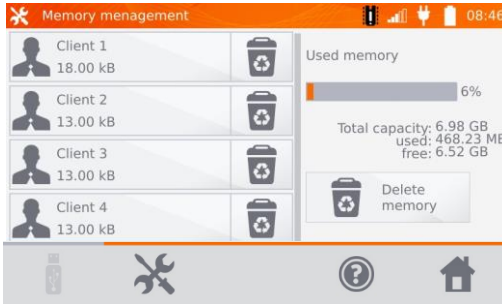 Memory menagement 08:46
Client 1
18.00 kB
Client 2
13.00 kB
Client 3
13.00 kB
Client 4
13.00 kB
Used memory
6%
Total capacity: 6.98 GB
used: 468.23 MB
free: 6.52 GB
Delete
memory